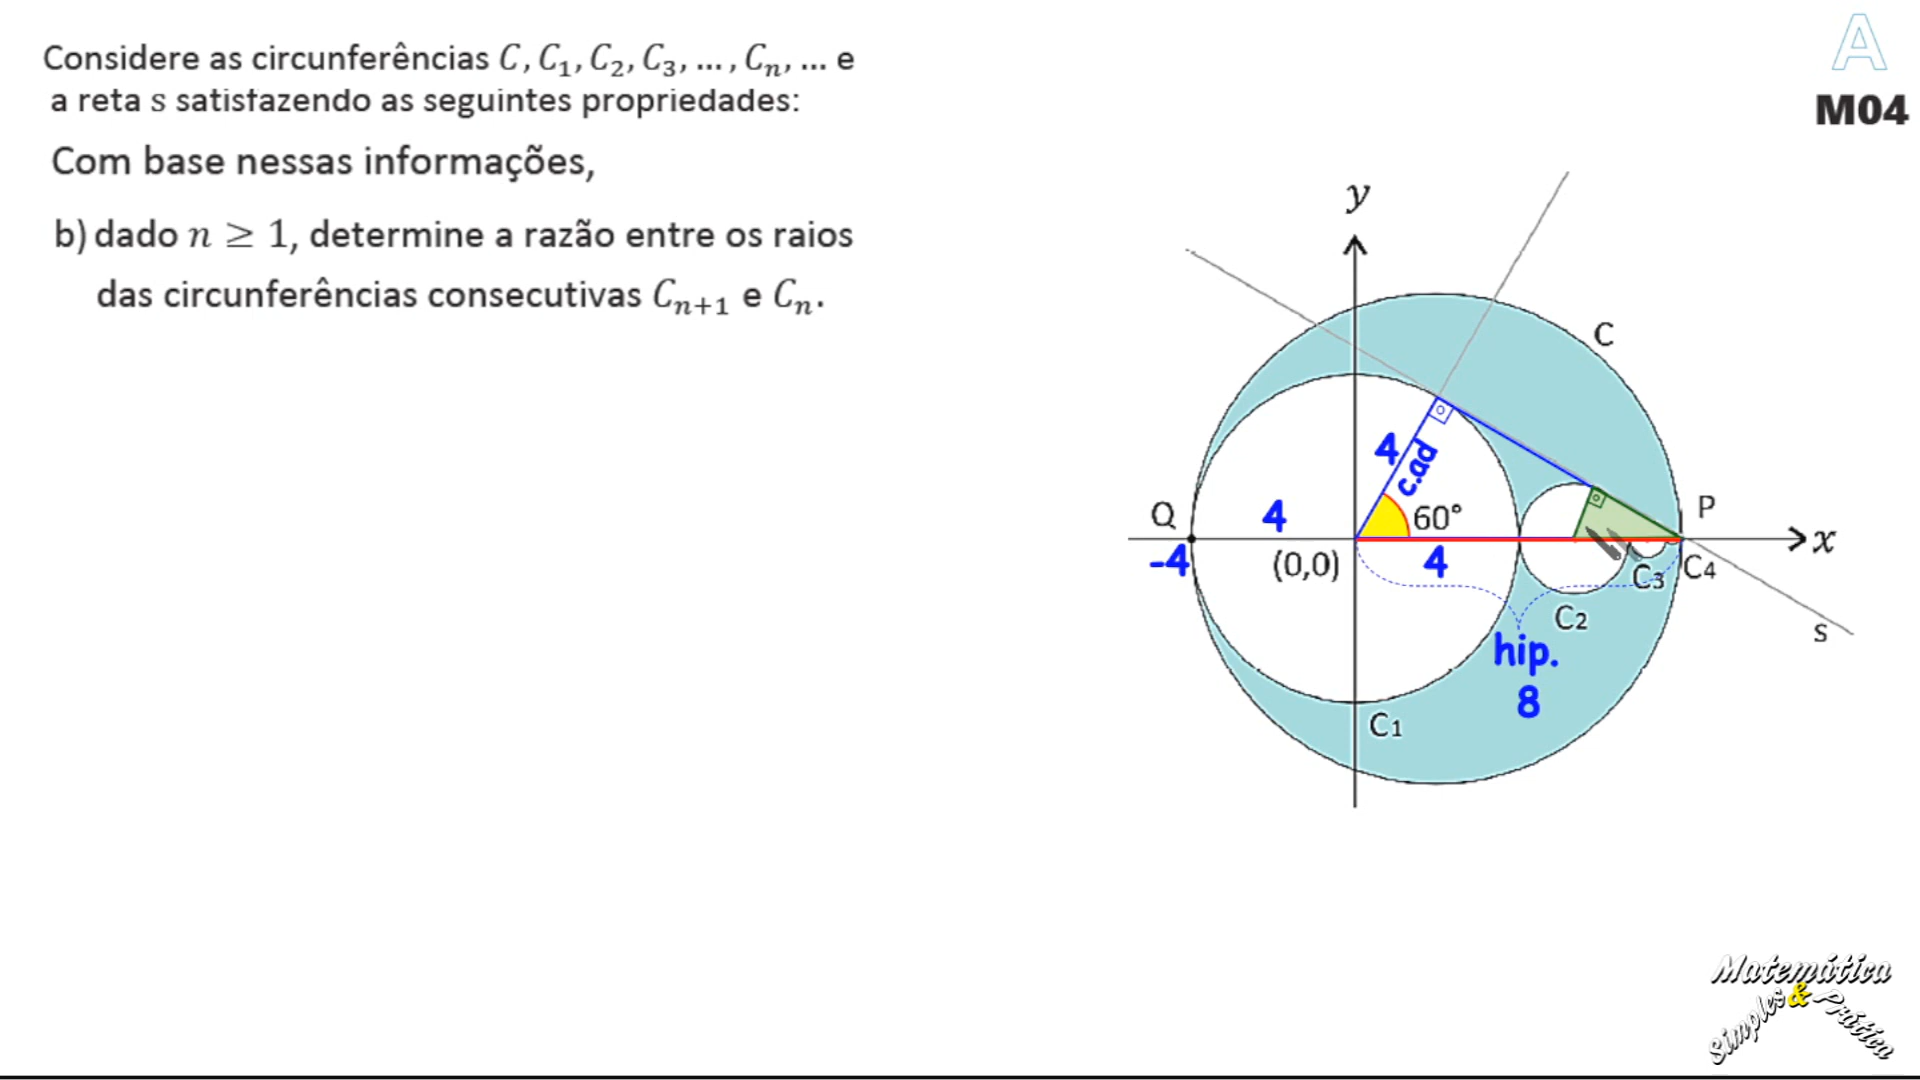 Considere as circunferências C, C₁, C₂, C₃, ..., Cₙ, ... e
a reta s satisfazendo as seguintes propriedades:
Com base nessas informações,
b) dado n ≥ 1, determine a razão entre os raios
das circunferências consecutivas Cₙ₊₁ e Cₙ.
A
M04
y
C
4
c.ad
Q
4
60°
P
x
-4
(0,0)
4
C3
C4
C2
s
hip.
8
C1
Matemática
Simples & Prática